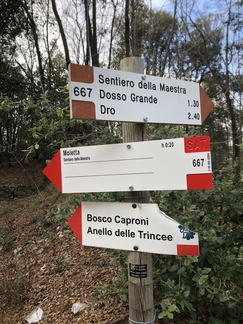 667
Sentiero della Maestra
Dosso Grande 1.30
Dro 2.40
Moletta h 0:20
Sentiero della Maestra
SAT
667
Bosco Caproni
Anello delle Trincee